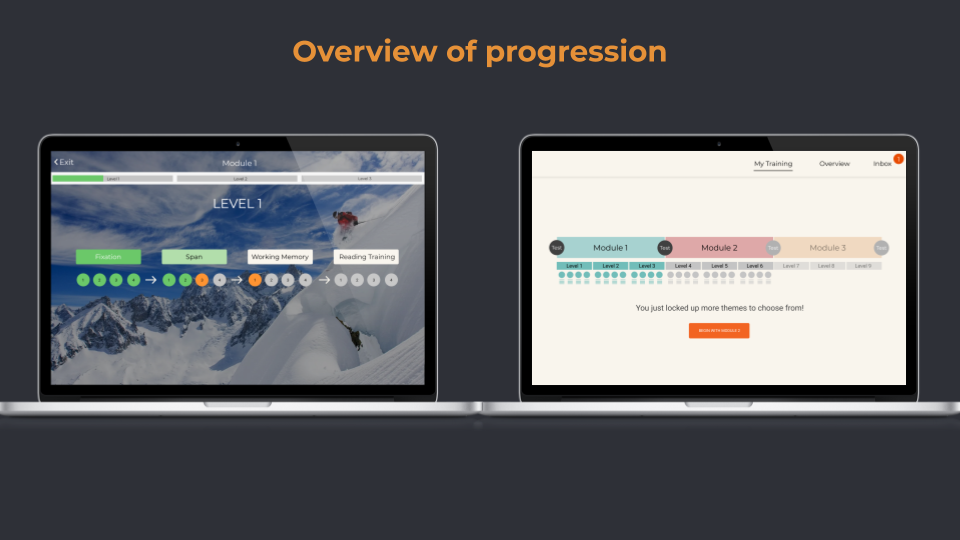 Overview of progression
Exit
Module 1
Level 1
Level 2
Level 3
LEVEL 1
Fixation
Span
Working Memory
Reading Training
1 2 3 4
1 2 3 4
1 2 3 4
1 2 3 4
My Training
Overview
Inbox
1
Test
Module 1
Test
Module 2
Test
Module 3
Test
Level 1
Level 2
Level 3
Level 4
Level 5
Level 6
Level 7
Level 8
Level 9
You just locked up more themes to choose from!
BEGIN WITH MODULE 2